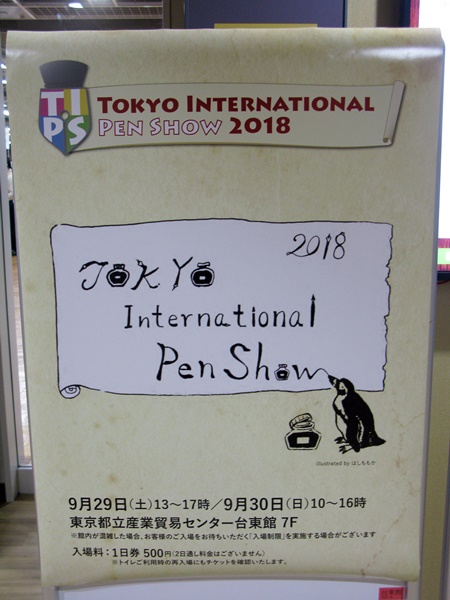 TIPS
TOKYO INTERNATIONAL
PEN SHOW 2018
2018
TOKYO
International
Pen Show
illustrated by はしもももか
9月29日(土)13~17時/9月30日(日)10~16時
東京都立産業貿易センター台東館 7F
※館内が混雑した場合、お客様のご入場をお待ちいただく「入場制限」を実施する場合がございます
入場料:1日券 500円(2日通し料金はございません)
※トイレご利用時の再入場にもチケットを確認いたします。